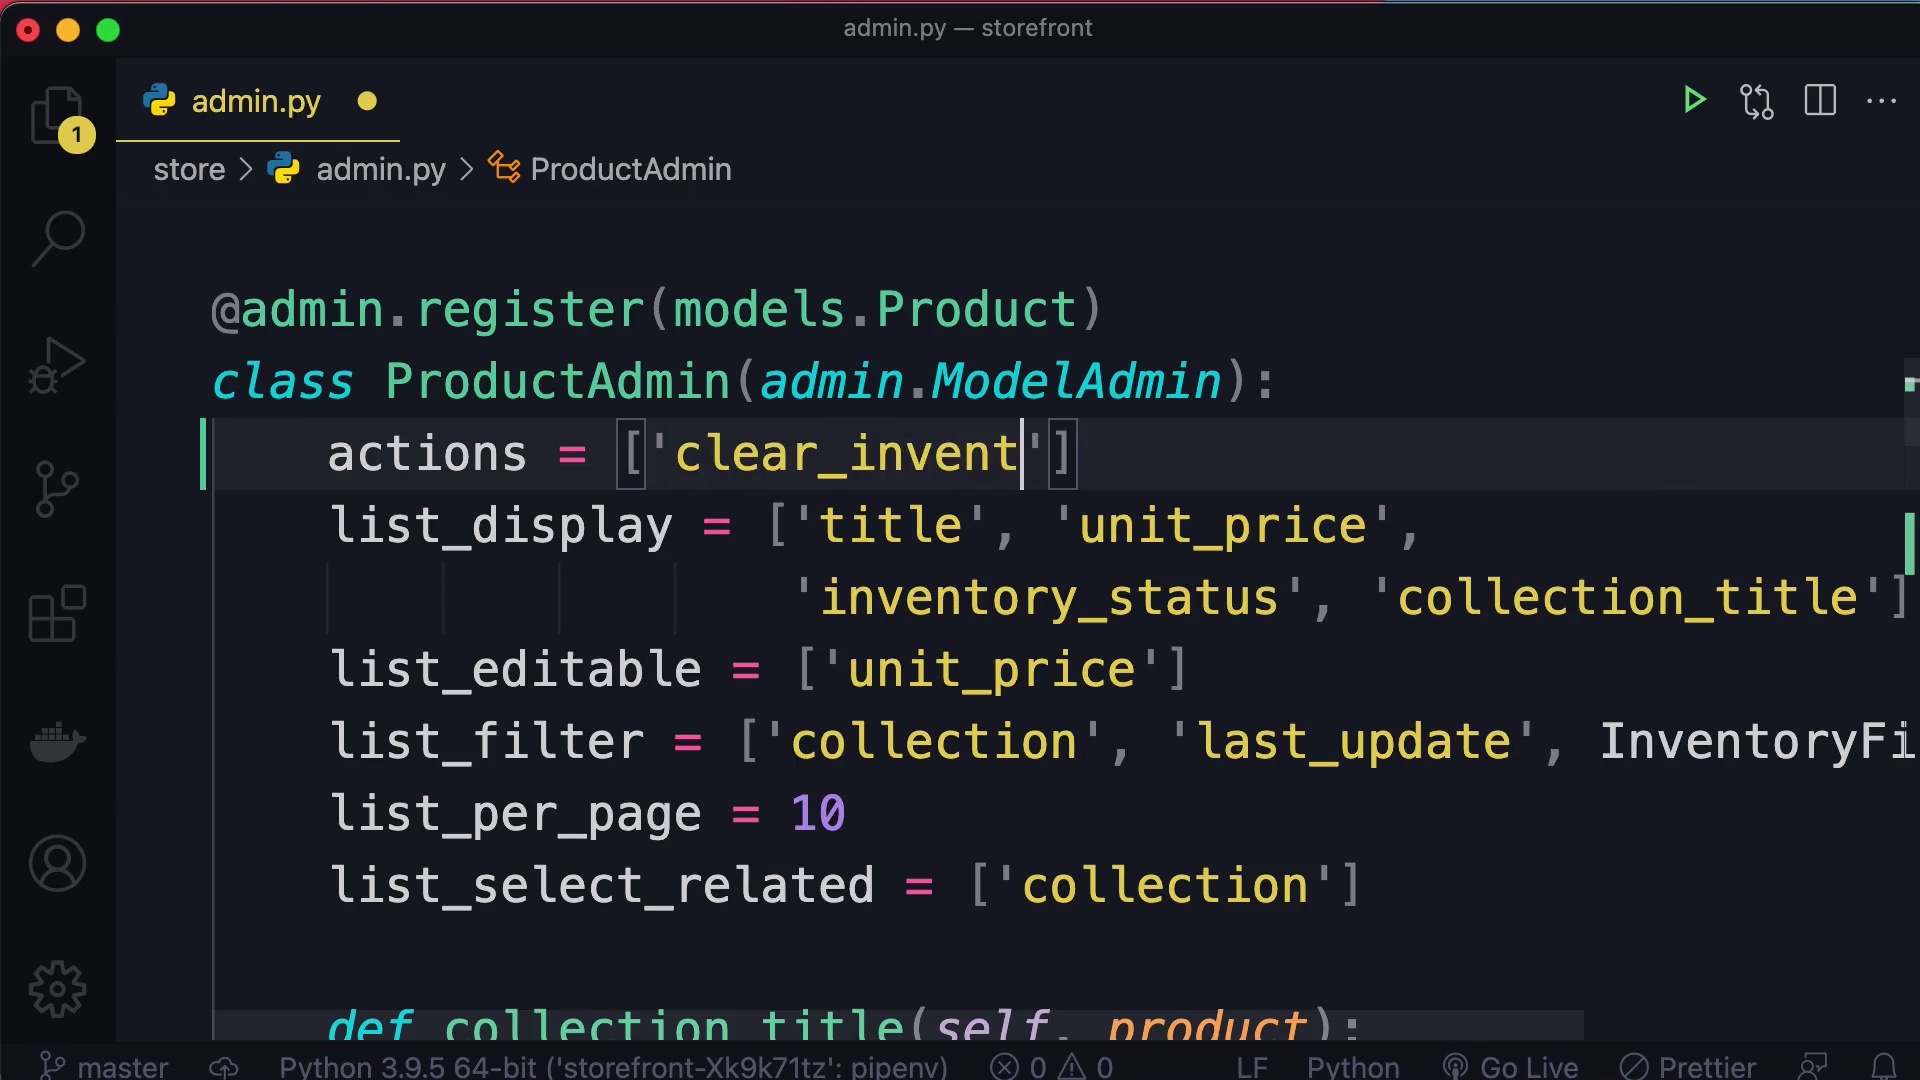 admin.py — storefront
admin.py
1
store > admin.py > ProductAdmin
@admin.register(models.Product)
class ProductAdmin(admin.ModelAdmin):
actions = ['clear_invent']
list_display = ['title', 'unit_price',
'inventory_status', 'collection_title']
list_editable = ['unit_price']
list_filter = ['collection', 'last_update', InventoryFi
list_per_page = 10
list_select_related = ['collection']
def collection_title(self, product):
master Python 3.9.5 64-bit ('storefront-Xk9k71tz': pipenv) 0 0 LF Python Go Live Prettier